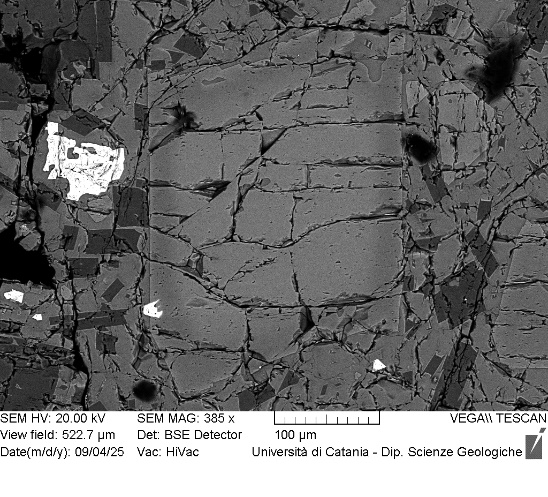 SEM HV: 20.00 kV SEM MAG: 385 x VEGA\\ TESCAN
View field: 522.7 µm Det: BSE Detector 100 µm
Date(m/d/y): 09/04/25 Vac: HiVac Università di Catania - Dip. Scienze Geologiche